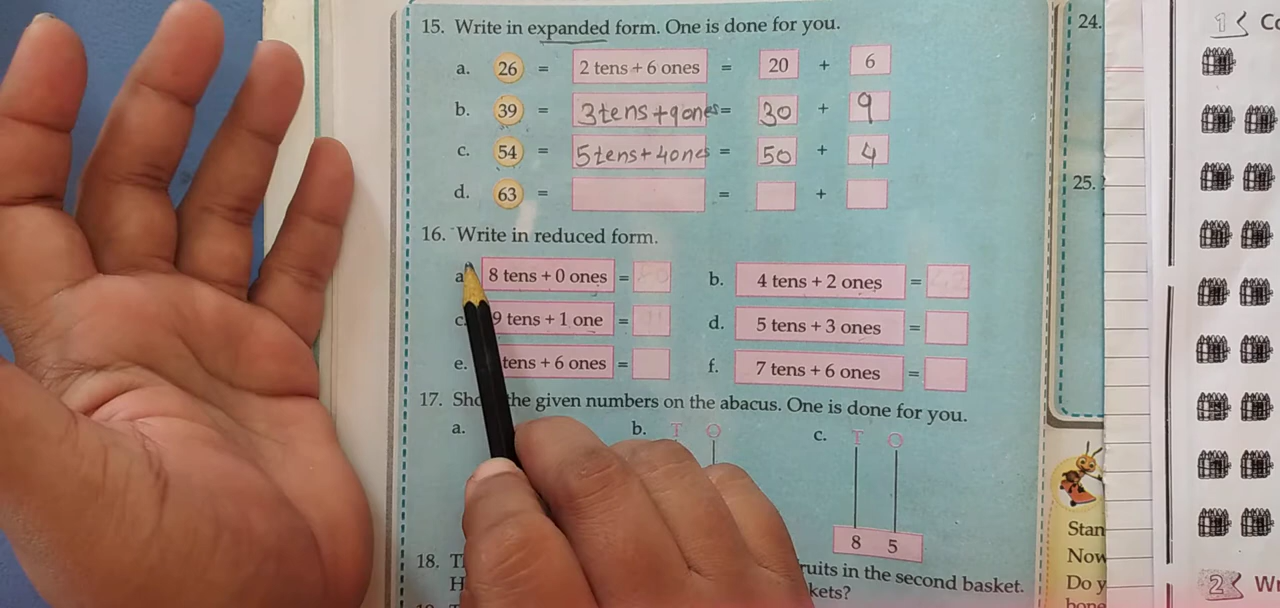 15. Write in expanded form. One is done for you.
a. 26 = 2 tens + 6 ones = 20 + 6
b. 39 = 3tens+9ones = 30 + 9
c. 54 = 5tens+4ones = 50 + 4
d. 63 = = +
16. Write in reduced form.
a 8 tens + 0 ones = b. 4 tens + 2 ones =
c. 9 tens + 1 one = d. 5 tens + 3 ones =
e. tens + 6 ones = f. 7 tens + 6 ones =
17. the given numbers on the abacus. One is done for you.
a. b. T O c. T O
8 5
18. in the second basket.
24.
25.
Stan
Now
Do y
1
2 W